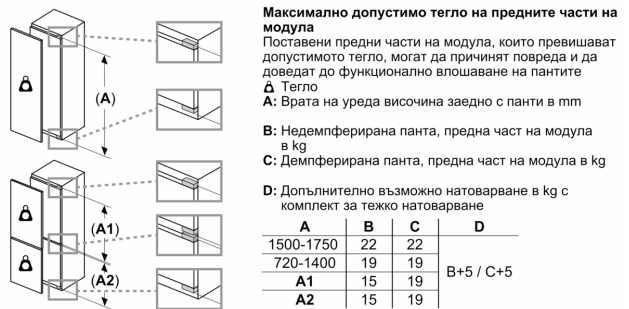 (A)
(A1)
(A2)
Максимално допустимо тегло на предните части на
модула
Поставени предни части на модула, които превишават
допустимото тегло, могат да причинят повреда и да
доведат до функционално влошаване на пантите
Тегло
A: Врата на уреда височина заедно с панти в mm
B: Недемпферирана панта, предна част на модула
в kg
C: Демпферирана панта, предна част на модула в kg
D: Допълнително възможно натоварване в kg с
комплект за тежко натоварване
A B C D
1500-1750 22 22
720-1400 19 19
B+5 / C+5
A1 15 19
A2 15 19